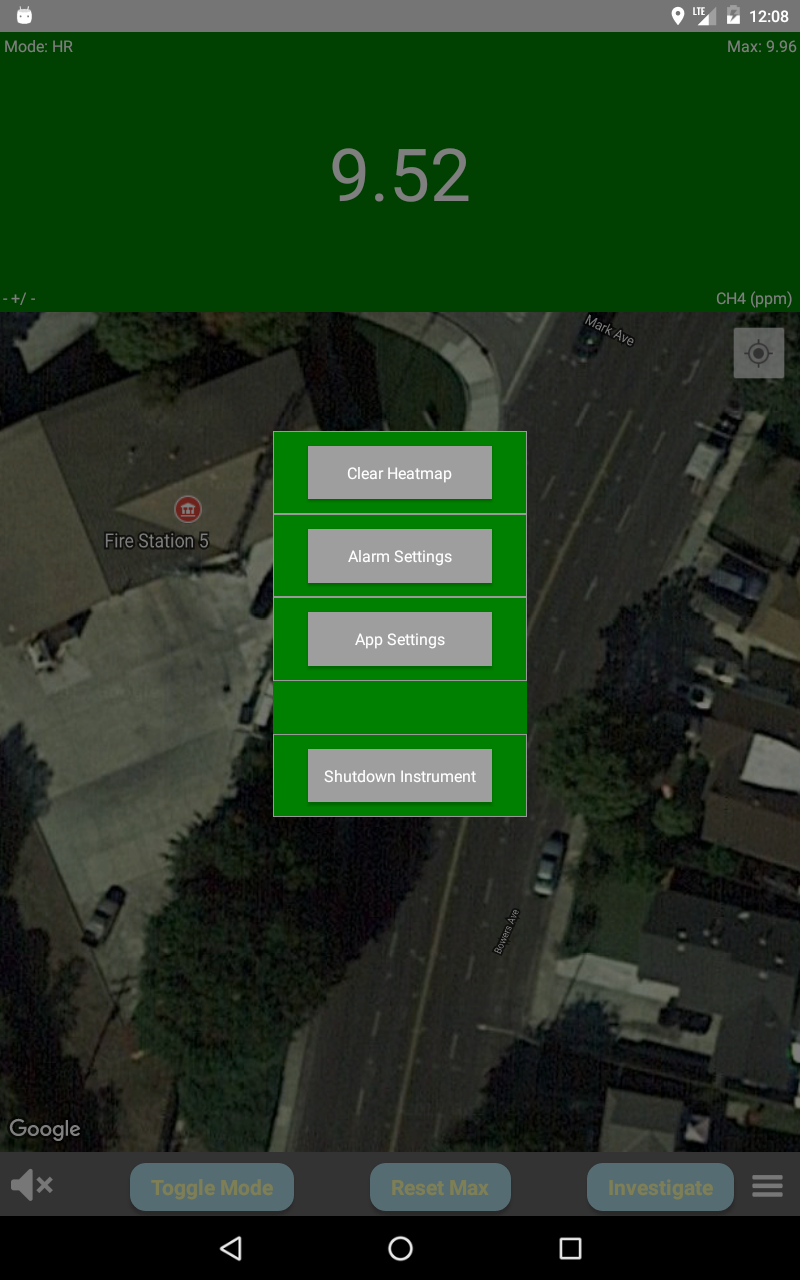 LTE 12:08
Mode: HR Max: 9.96
9.52
- +/ - CH4 (ppm)
Mark Ave
Clear Heatmap
Fire Station 5
Alarm Settings
App Settings
Shutdown Instrument
Bowers Ave
Google
Toggle Mode Reset Max Investigate